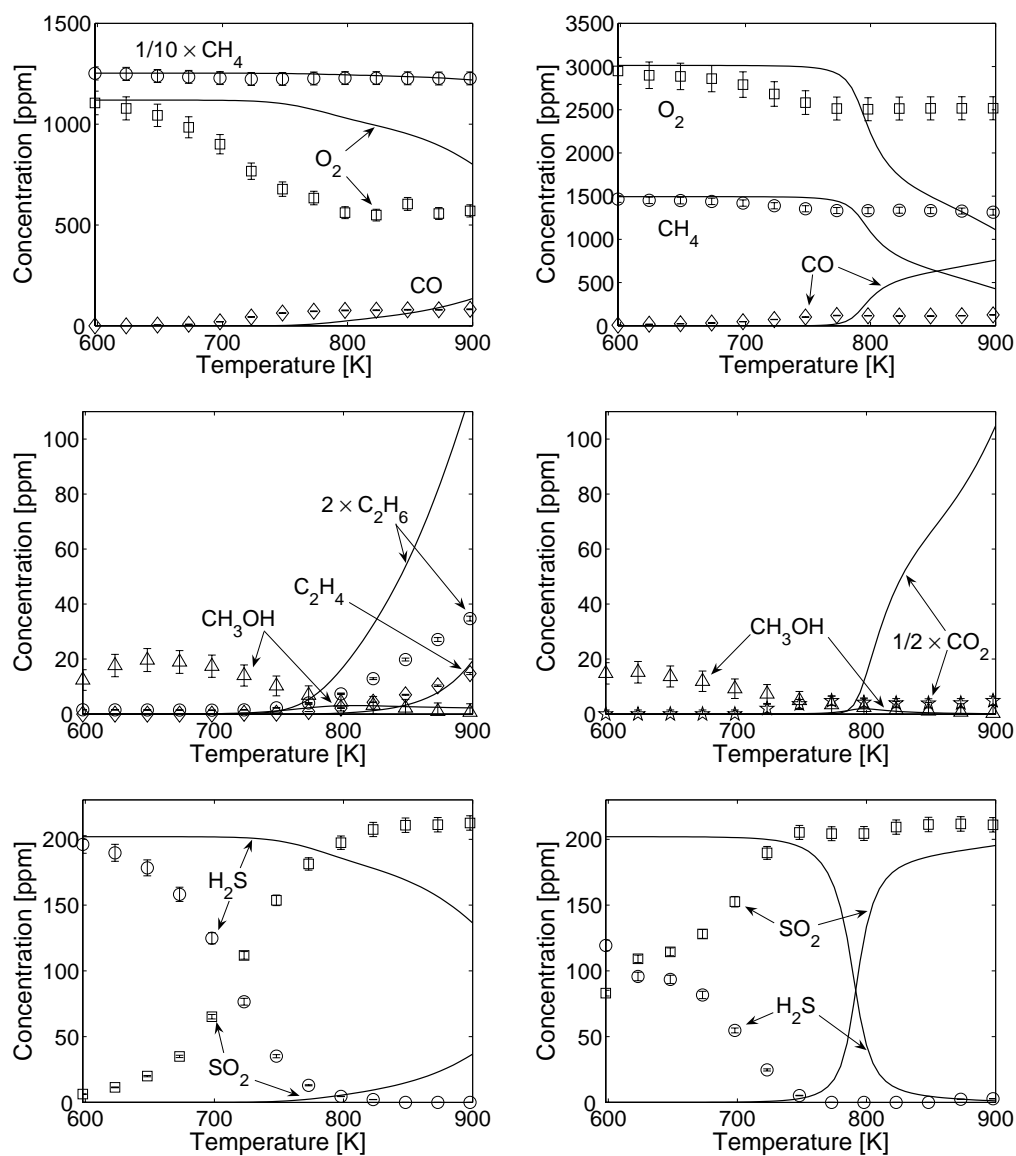 1500
1000
500
0
600
700
800
900
Concentration [ppm]
Temperature [K]
1/10 × CH4
O2
CO
3500
3000
2500
2000
1500
1000
500
0
600
700
800
900
Concentration [ppm]
Temperature [K]
O2
CH4
CO
100
80
60
40
20
0
600
700
800
900
Concentration [ppm]
Temperature [K]
2 × C2H6
C2H4
CH3OH
100
80
60
40
20
0
600
700
800
900
Concentration [ppm]
Temperature [K]
CH3OH
1/2 × CO2
200
150
100
50
0
600
700
800
900
Concentration [ppm]
Temperature [K]
H2S
SO2
200
150
100
50
0
600
700
800
900
Concentration [ppm]
Temperature [K]
SO2
H2S